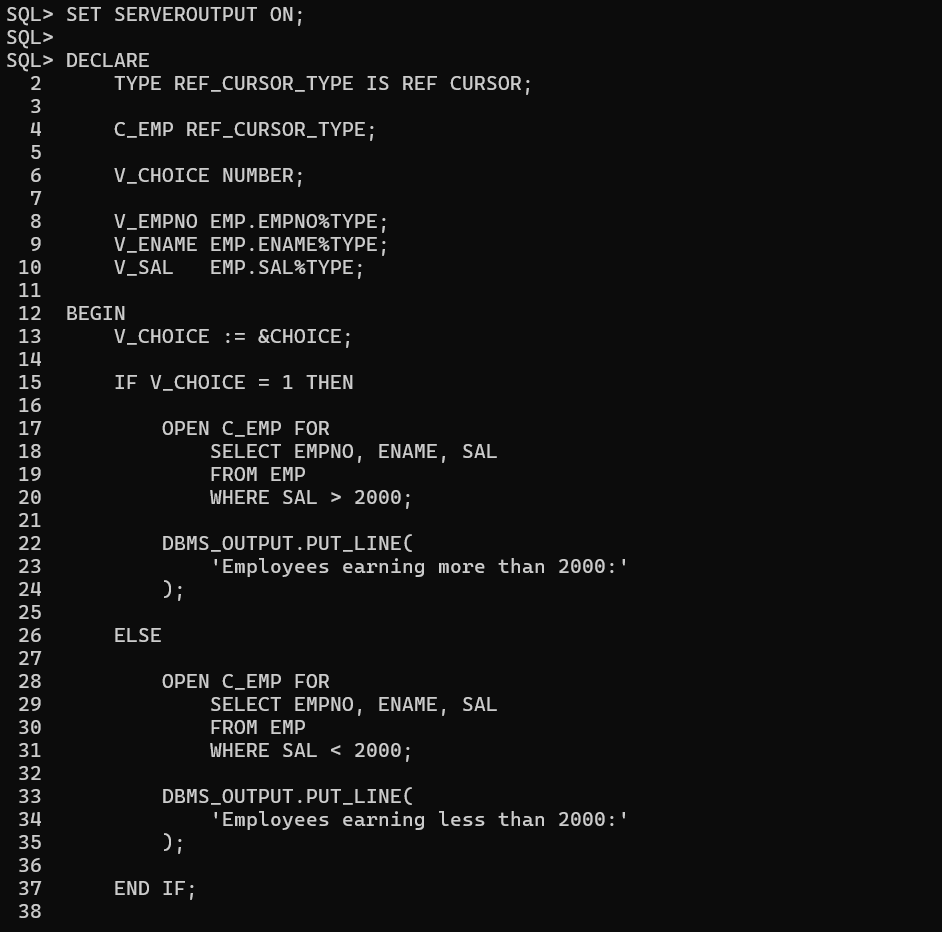 SQL> SET SERVEROUTPUT ON;
SQL>
SQL> DECLARE
  2      TYPE REF_CURSOR_TYPE IS REF CURSOR;
  3
  4      C_EMP REF_CURSOR_TYPE;
  5
  6      V_CHOICE NUMBER;
  7
  8      V_EMPNO EMP.EMPNO%TYPE;
  9      V_ENAME EMP.ENAME%TYPE;
 10      V_SAL   EMP.SAL%TYPE;
 11
 12  BEGIN
 13      V_CHOICE := &CHOICE;
 14
 15      IF V_CHOICE = 1 THEN
 16
 17          OPEN C_EMP FOR
 18              SELECT EMPNO, ENAME, SAL
 19              FROM EMP
 20              WHERE SAL > 2000;
 21
 22          DBMS_OUTPUT.PUT_LINE(
 23              'Employees earning more than 2000:'
 24          );
 25
 26      ELSE
 27
 28          OPEN C_EMP FOR
 29              SELECT EMPNO, ENAME, SAL
 30              FROM EMP
 31              WHERE SAL < 2000;
 32
 33          DBMS_OUTPUT.PUT_LINE(
 34              'Employees earning less than 2000:'
 35          );
 36
 37      END IF;
 38